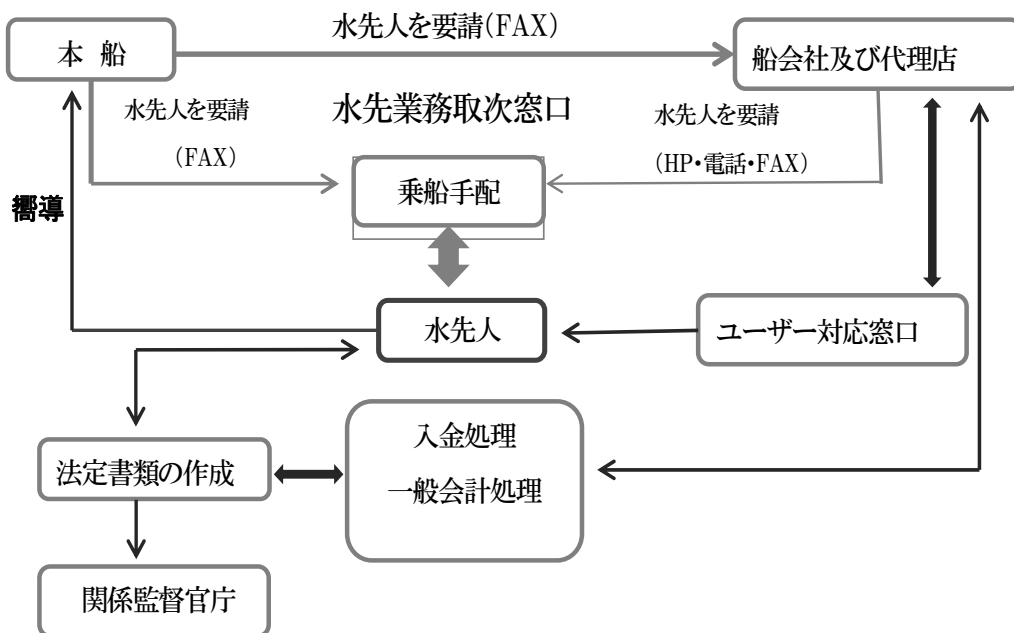 水先人を要請(FAX)
本 船
船会社及び代理店
水先人を要請
(FAX)
水先業務取次窓口
水先人を要請
(HP・電話・FAX)
乗船手配
嚮導
水先人
ユーザー対応窓口
入金処理
一般会計処理
法定書類の作成
関係監督官庁